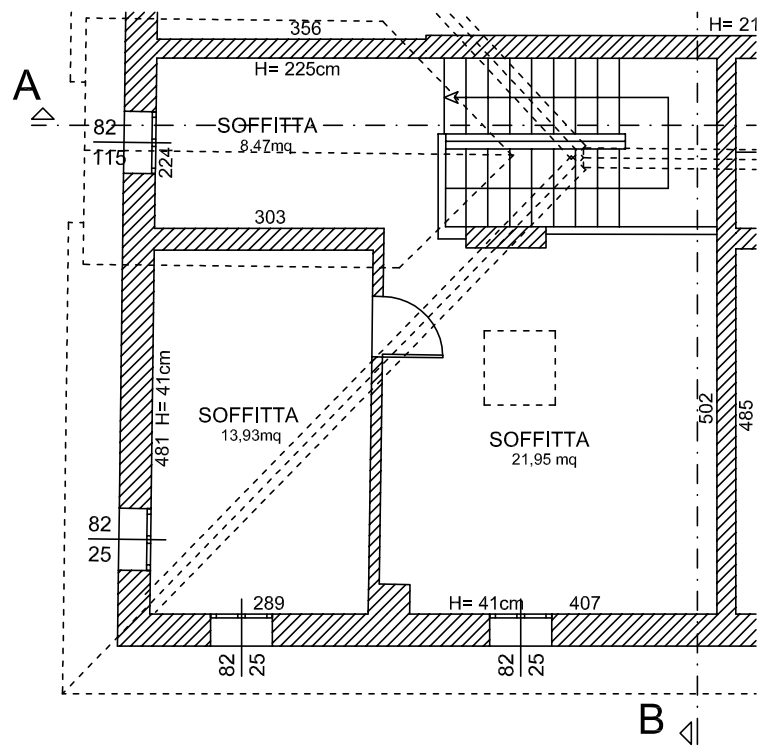 356
H= 21
H= 225cm
A
82
115
224
SOFFITTA
8,47mq
303
481
H= 41cm
SOFFITTA
13,93mq
SOFFITTA
21,95 mq
502
485
82
25
289
H= 41cm
407
82
25
82
25
B